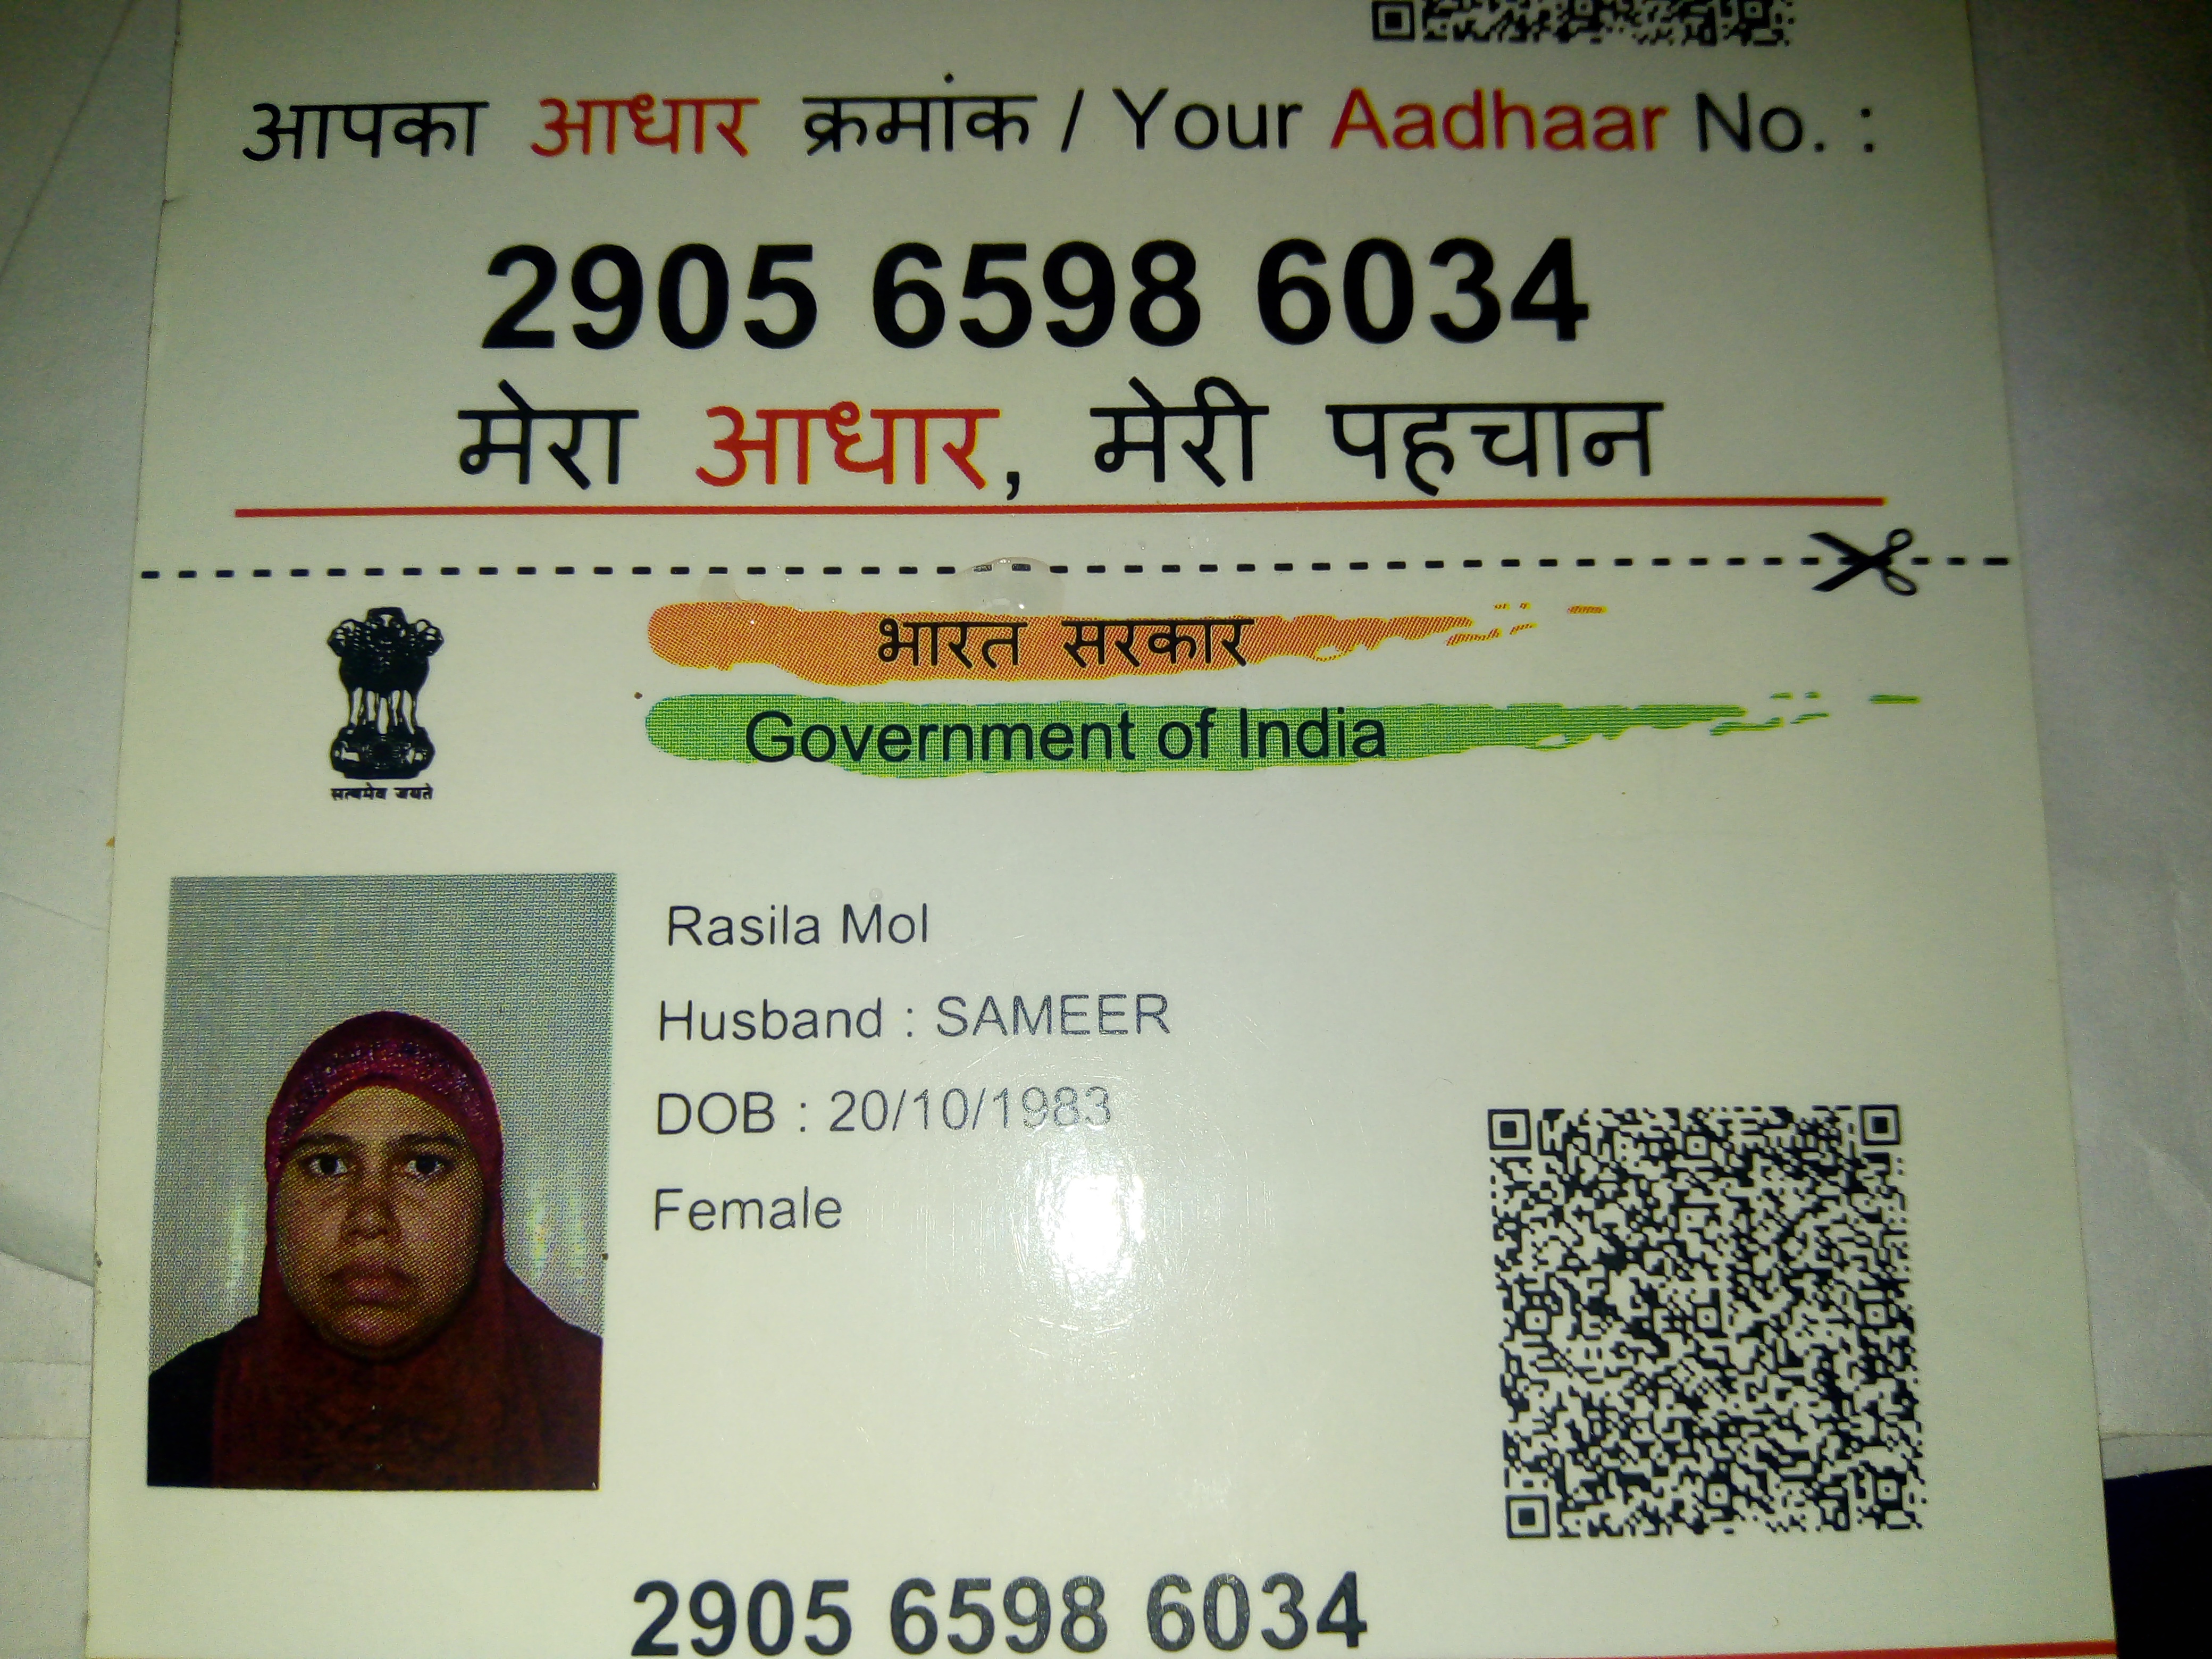 आपका आधार क्रमांक / Your Aadhaar No. :
2905 6598 6034
मेरा आधार, मेरी पहचान
भारत सरकार
Government of India
सत्यमेव जयते
Rasila Mol
Husband : SAMEER
DOB : 20/10/1983
Female
2905 6598 6034